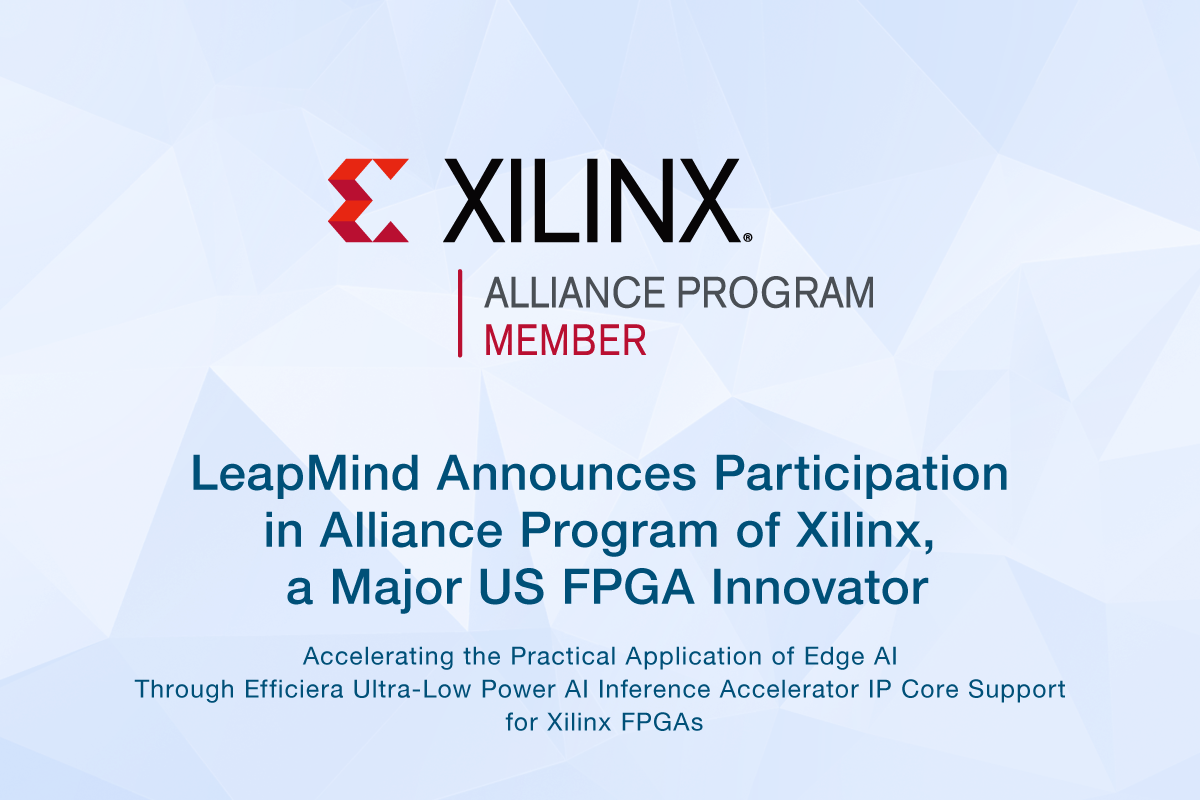 XILINX®
ALLIANCE PROGRAM
MEMBER
LeapMind Announces Participation
in Alliance Program of Xilinx,
a Major US FPGA Innovator
Accelerating the Practical Application of Edge AI
Through Efficiera Ultra-Low Power AI Inference Accelerator IP Core Support
for Xilinx FPGAs